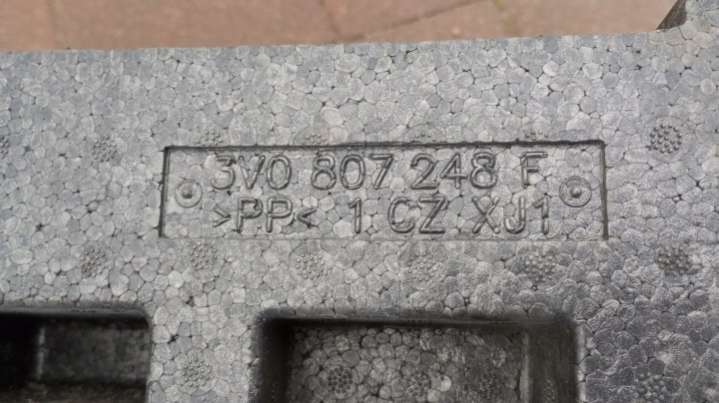 3V0 807 248 F
>PP< 1 CZ XJ1